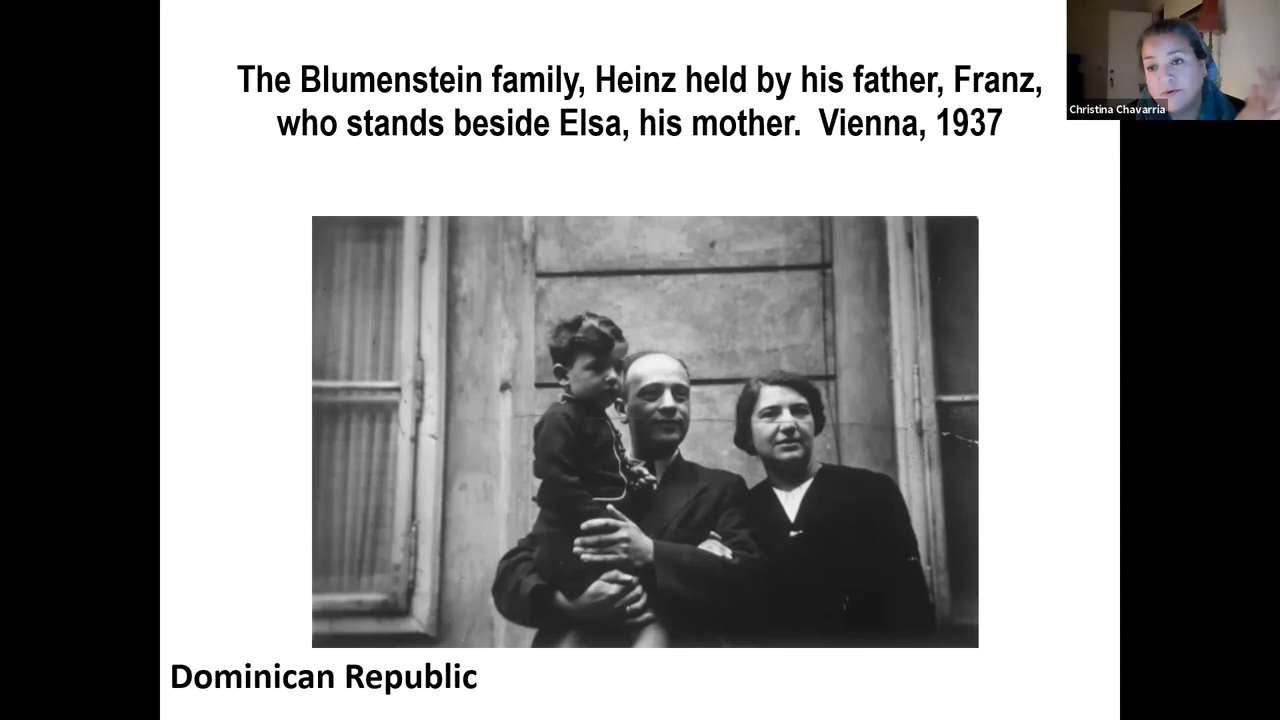 The Blumenstein family, Heinz held by his father, Franz,
who stands beside Elsa, his mother.  Vienna, 1937
Christina Chavarria
Dominican Republic